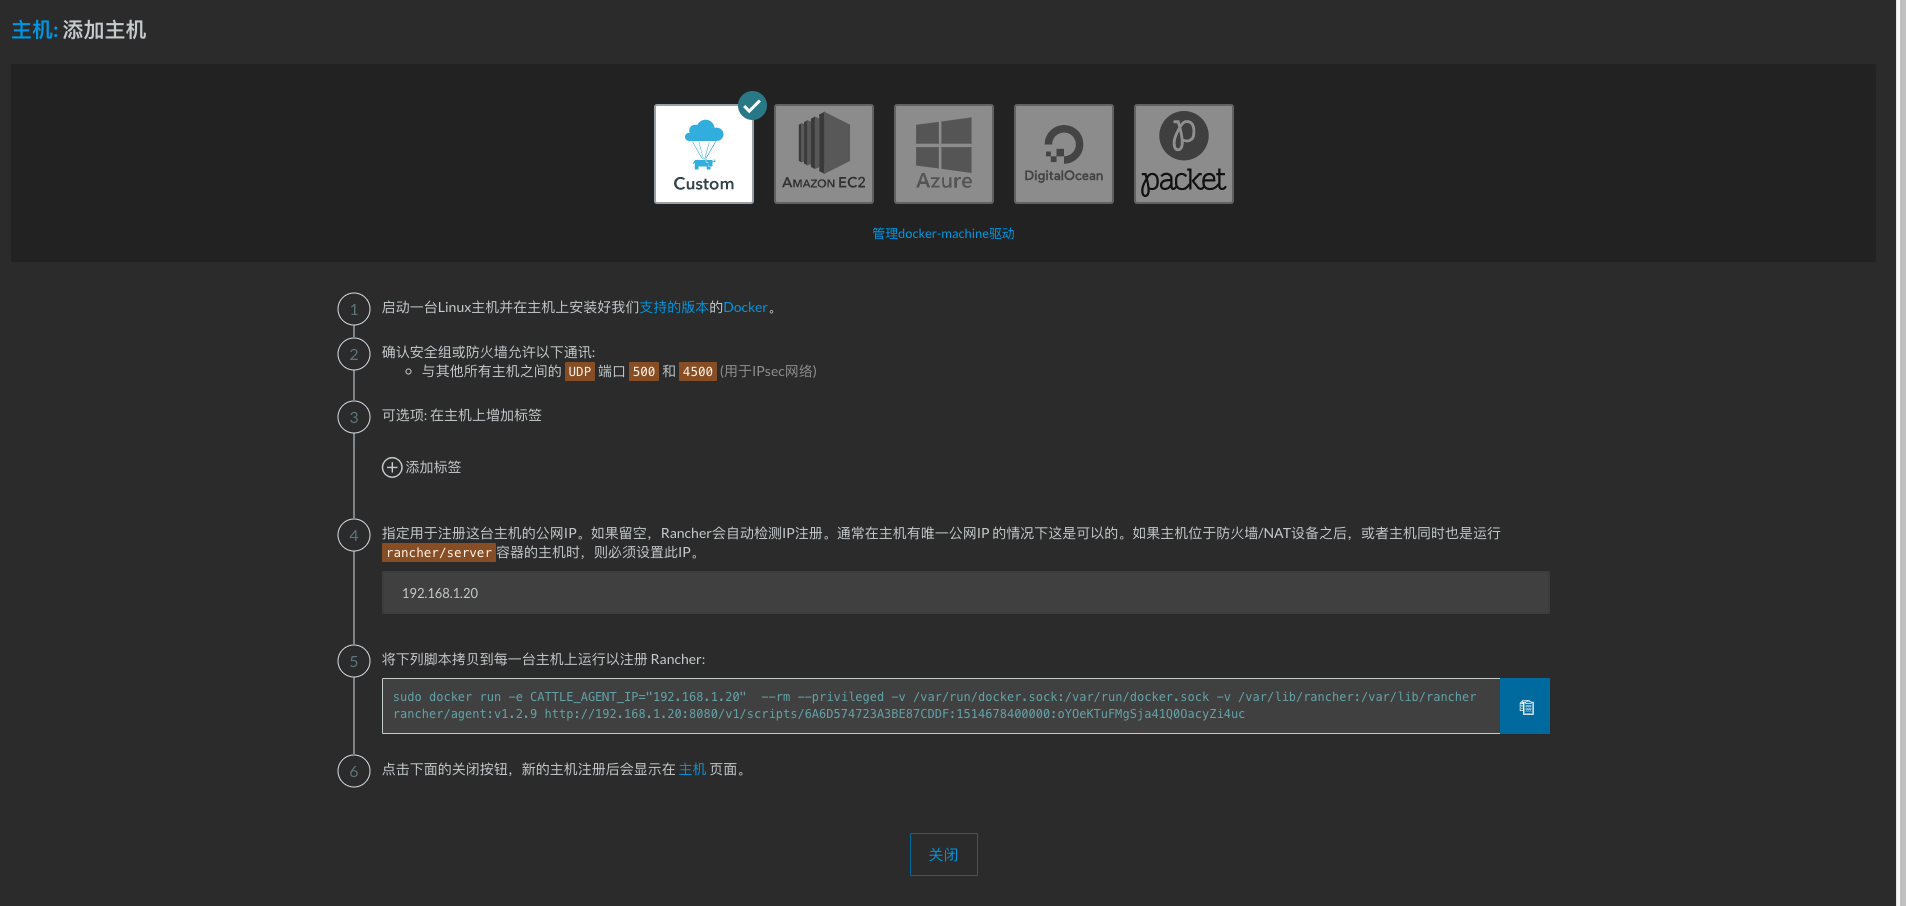 主机: 添加主机
Custom
AMAZON EC2
Azure
DigitalOcean
packet
管理docker-machine驱动
1
启动一台Linux主机并在主机上安装好我们支持的版本的Docker。
2
确认安全组或防火墙允许以下通讯:
与其他所有主机之间的 UDP 端口 500 和 4500 (用于IPsec网络)
3
可选项: 在主机上增加标签
添加标签
4
指定用于注册这台主机的公网IP。如果留空，Rancher会自动检测IP注册。通常在主机有唯一公网IP 的情况下这是可以的。如果主机位于防火墙/NAT设备之后，或者主机同时也是运行
rancher/server容器的主机时，则必须设置此IP。
192.168.1.20
5
将下列脚本拷贝到每一台主机上运行以注册 Rancher:
sudo docker run -e CATTLE_AGENT_IP="192.168.1.20"  --rm --privileged -v /var/run/docker.sock:/var/run/docker.sock -v /var/lib/rancher:/var/lib/rancher
rancher/agent:v1.2.9 http://192.168.1.20:8080/v1/scripts/6A6D574723A3BE87CDDF:1514678400000:oYOeKTuFMgSja41Q0OacyZi4uc
6
点击下面的关闭按钮，新的主机注册后会显示在 主机 页面。
关闭